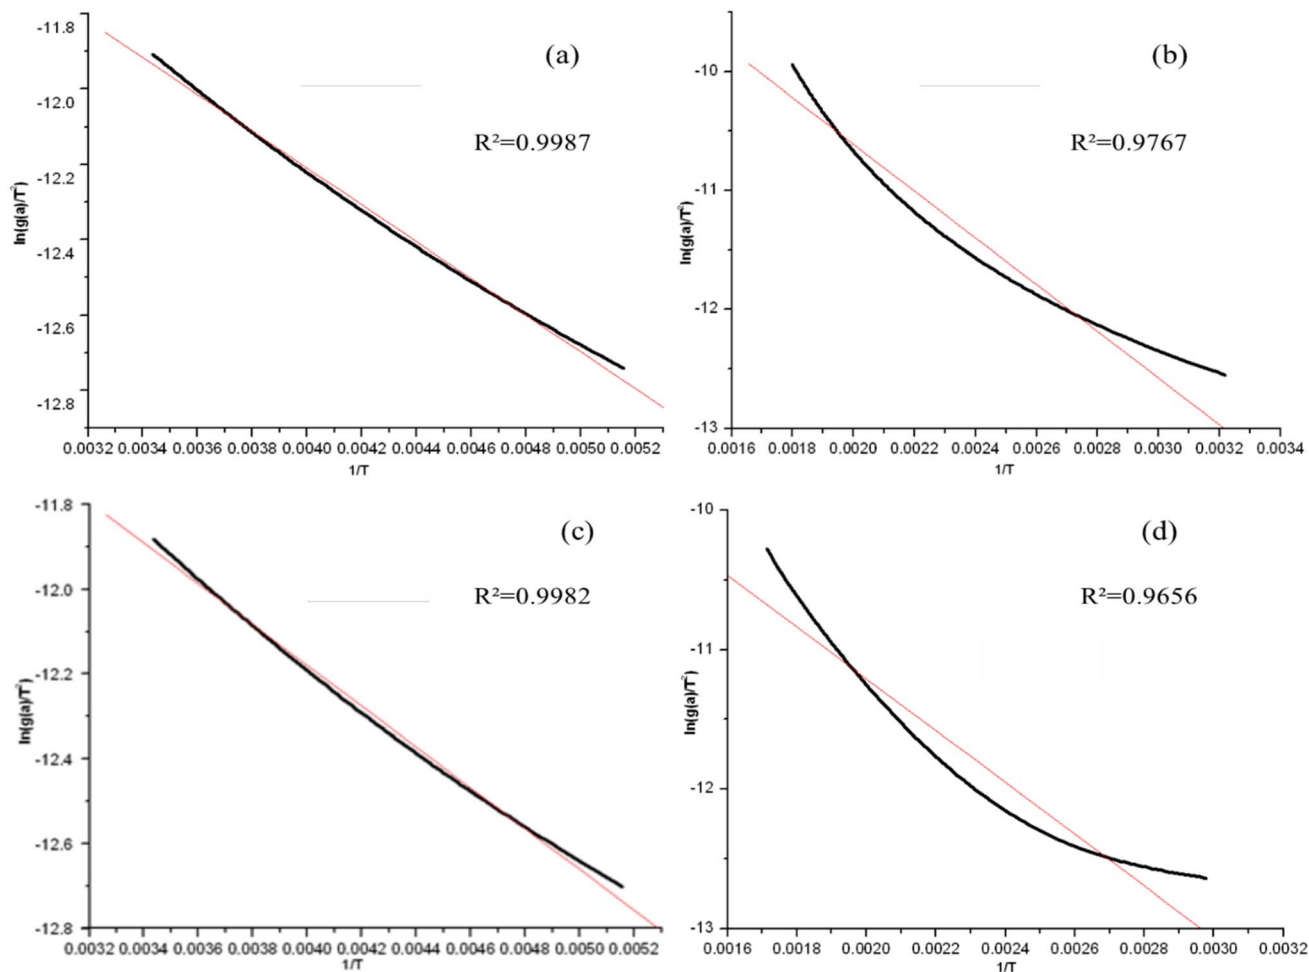 (a)
R²=0.9987
-11.8
-12.0
-12.2
-12.4
-12.6
-12.8
ln(g(a)/T²)
0.0032 0.0034 0.0036 0.0038 0.0040 0.0042 0.0044 0.0046 0.0048 0.0050 0.0052
1/T
(b)
R²=0.9767
-10
-11
-12
-13
ln(g(a)/T²)
0.0016 0.0018 0.0020 0.0022 0.0024 0.0026 0.0028 0.0030 0.0032 0.0034
1/T
(c)
R²=0.9982
-11.8
-12.0
-12.2
-12.4
-12.6
-12.8
ln(g(a)/T²)
0.0032 0.0034 0.0036 0.0038 0.0040 0.0042 0.0044 0.0046 0.0048 0.0050 0.0052
1/T
(d)
R²=0.9656
-10
-11
-12
-13
ln(g(a)/T²)
0.0016 0.0018 0.0020 0.0022 0.0024 0.0026 0.0028 0.0030 0.0032
1/T